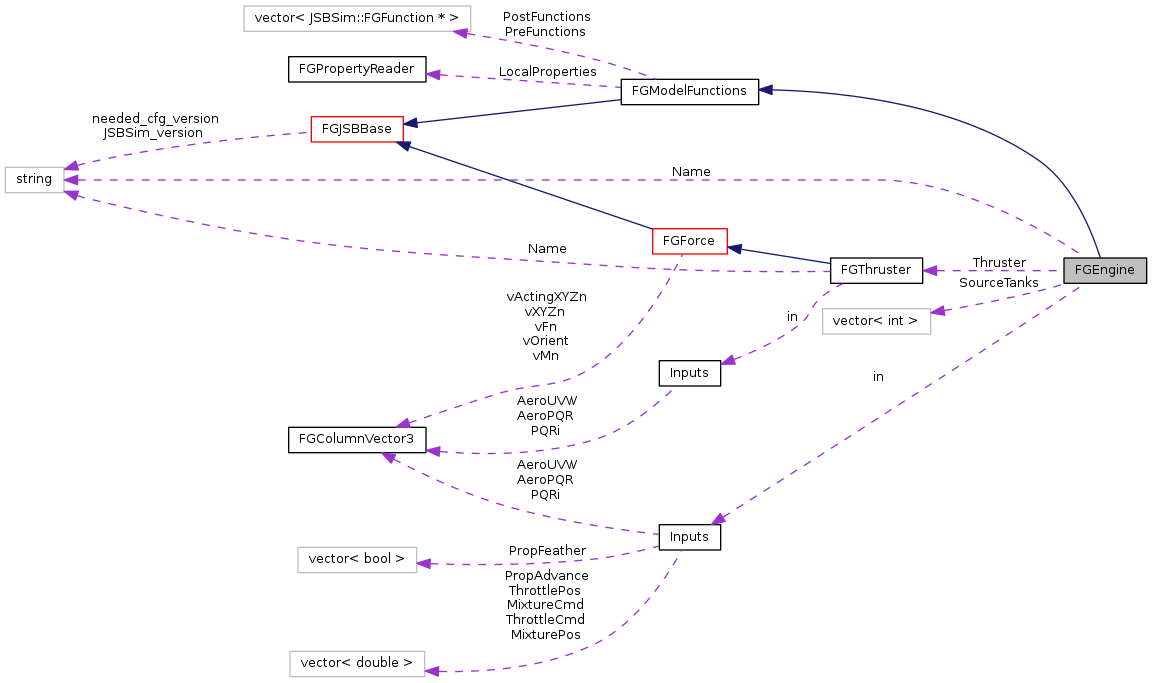 vector< JSBSim::FGFunction * >
PostFunctions
PreFunctions
FGPropertyReader
LocalProperties
FGModelFunctions
needed_cfg_version
JSBSim_version
FGJSBBase
string
Name
FGForce
Name
FGThruster
Thruster
FGEngine
SourceTanks
vActingXYZn
vXYZn
vFn
vOrient
vMn
in
vector< int >
Inputs
in
AeroUVW
AeroPQR
PQRi
FGColumnVector3
AeroUVW
AeroPQR
PQRi
Inputs
vector< bool >
PropFeather
PropAdvance
ThrottlePos
MixtureCmd
ThrottleCmd
MixturePos
vector< double >